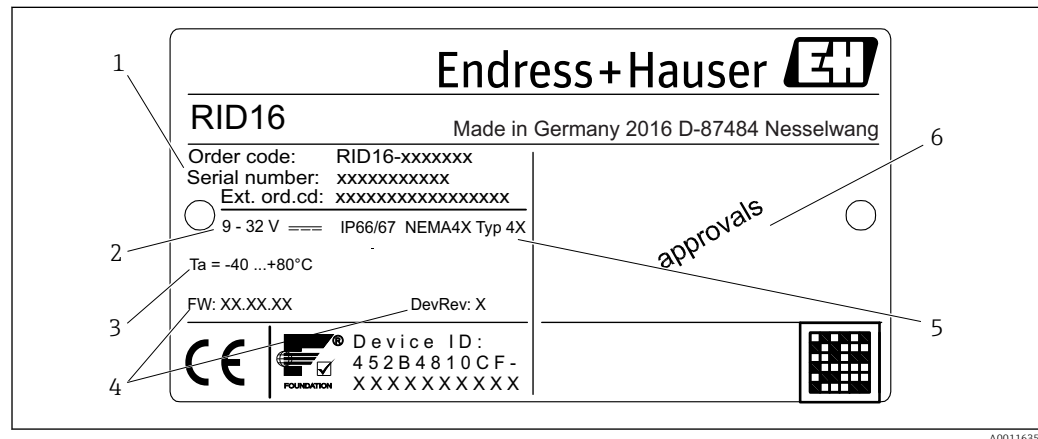 Endress+Hauser EH
RID16
Made in Germany 2016 D-87484 Nesselwang
Order code: RID16-xxxxxxx
Serial number: xxxxxxxxxxx
Ext. ord.cd: xxxxxxxxxxxxxxxxx
9 - 32 V IP66/67 NEMA4X Typ 4X
-
Ta = -40 ...+80°C
FW: XX.XX.XX DevRev: X
approvals
CE
FOUNDATION
®
Device ID:
452B4810CF-
XXXXXXXXXX
1
2
3
4
5
6
A0011635